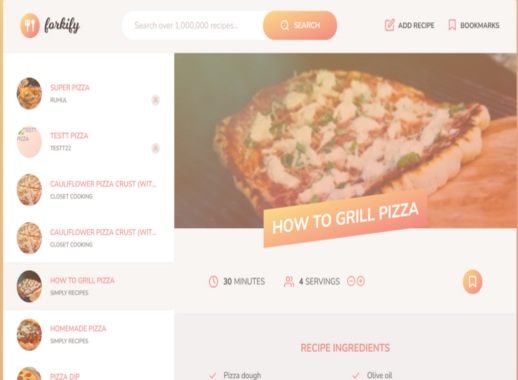 forkify
Search over 1,000,000 recipes...
SEARCH
ADD RECIPE
BOOKMARKS
SUPER PIZZA
RUHUL
TESTT PIZZA
TESTT22
CAULIFLOWER PIZZA CRUST (WIT...
CLOSET COOKING
CAULIFLOWER PIZZA CRUST (WIT...
CLOSET COOKING
HOW TO GRILL PIZZA
SIMPLY RECIPES
HOMEMADE PIZZA
SIMPLY RECIPES
PIZZA DIP
HOW TO GRILL PIZZA
30 MINUTES
4 SERVINGS
RECIPE INGREDIENTS
Pizza dough
Olive oil